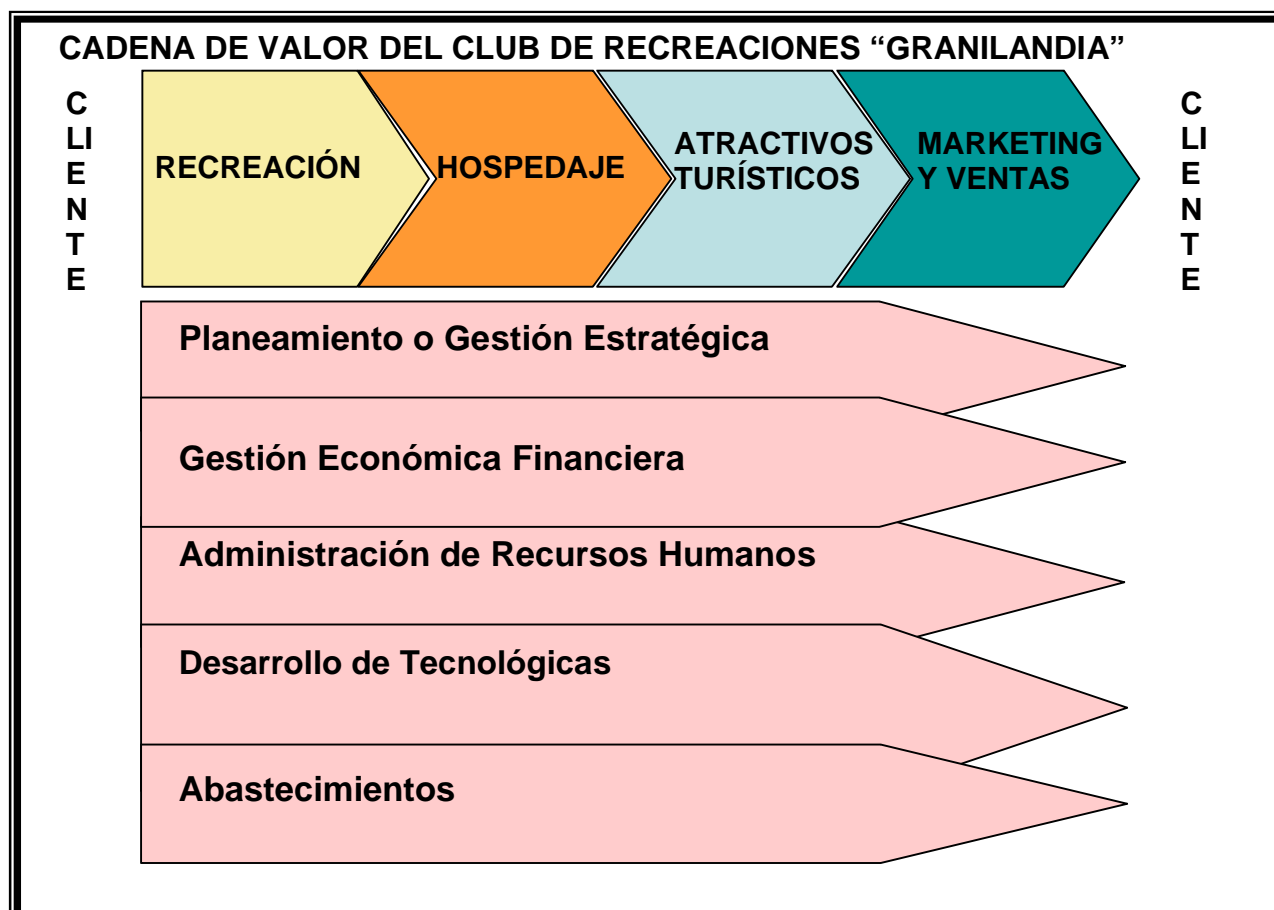 CADENA DE VALOR DEL CLUB DE RECREACIONES “GRANILANDIA”
C
LI
E
N
T
E
RECREACIÓN
HOSPEDAJE
ATRACTIVOS
TURÍSTICOS
MARKETING
Y VENTAS
C
LI
E
N
T
E
Planeamiento o Gestión Estratégica
Gestión Económica Financiera
Administración de Recursos Humanos
Desarrollo de Tecnológicas
Abastecimientos